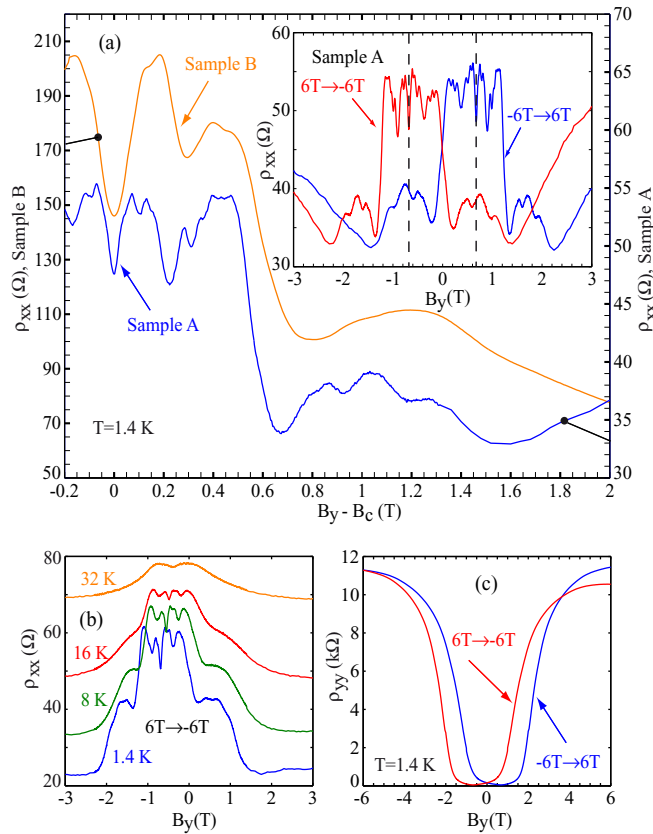 (a)
ρxx (Ω), Sample B
210
190
170
150
130
110
90
70
50
Sample B
Sample A
T=1.4 K
-0.2 0 0.2 0.4 0.6 0.8 1 1.2 1.4 1.6 1.8 2
By - Bc (T)
70
65
60
55
50
45
40
35
30
ρxx (Ω), Sample A
Sample A
6T→-6T
-6T→6T
ρxx (Ω)
60
50
40
30
-3 -2 -1 0 1 2 3
By(T)
(b)
ρxx (Ω)
80
60
40
20
32 K
16 K
8 K
1.4 K
6T→-6T
-3 -2 -1 0 1 2 3
By(T)
(c)
ρyy (kΩ)
12
10
8
6
4
2
0
6T→-6T
-6T→6T
T=1.4 K
-6 -4 -2 0 2 4 6
By(T)